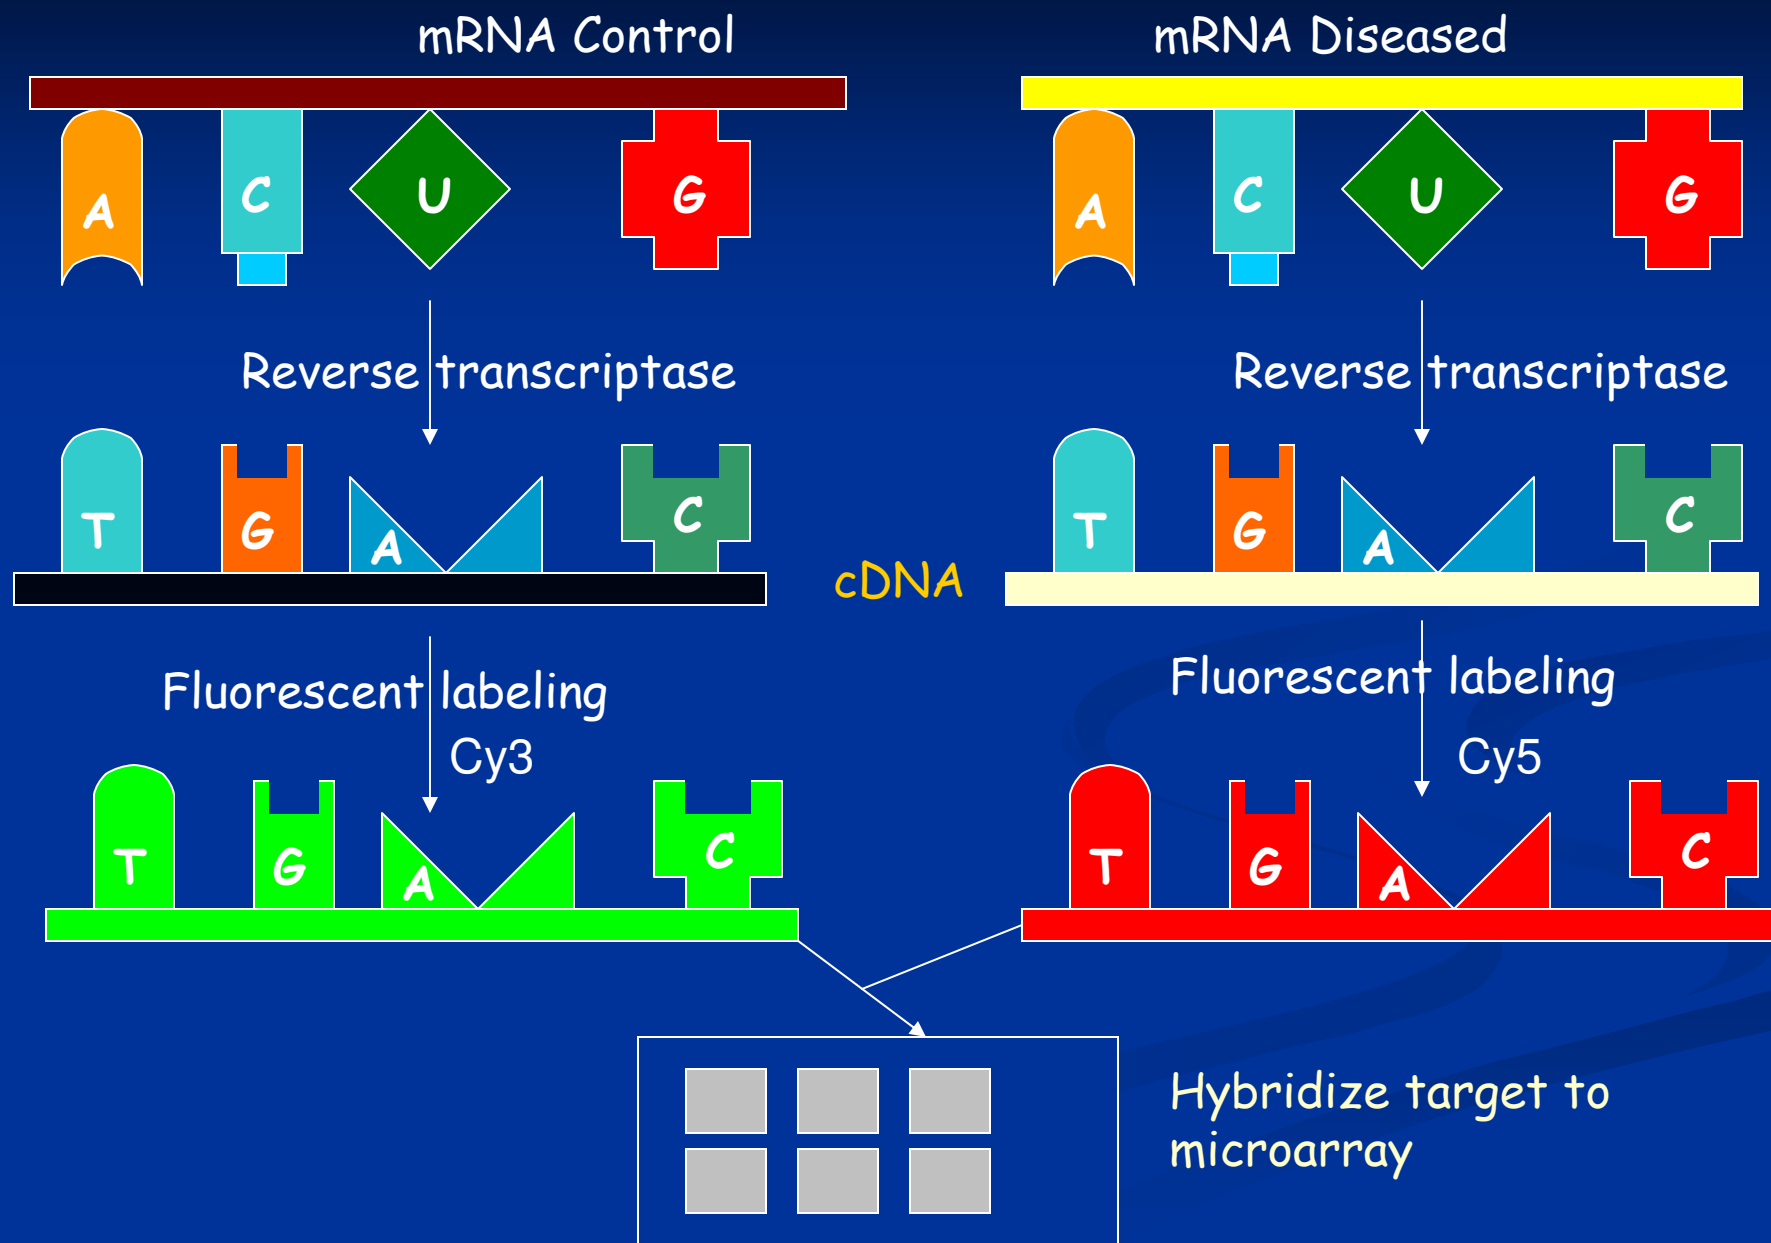 mRNA Control
mRNA Diseased
A C U G
A C U G
Reverse transcriptase
Reverse transcriptase
T G A C
T G A C
cDNA
Fluorescent labeling
Cy3
Fluorescent labeling
Cy5
T G A C
T G A C
Hybridize target to
microarray